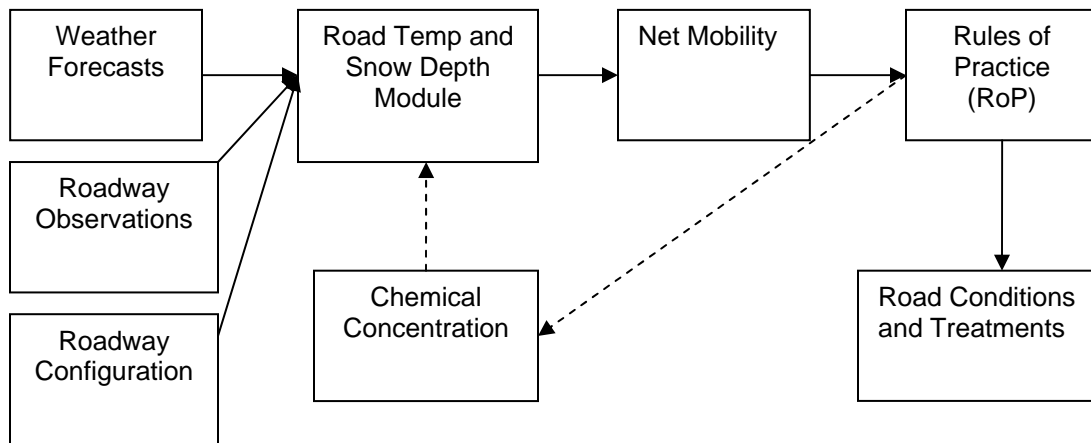 Weather
Forecasts
Road Temp and
Snow Depth
Module
Net Mobility
Rules of
Practice
(RoP)
Roadway
Observations
Roadway
Configuration
Chemical
Concentration
Road Conditions
and Treatments